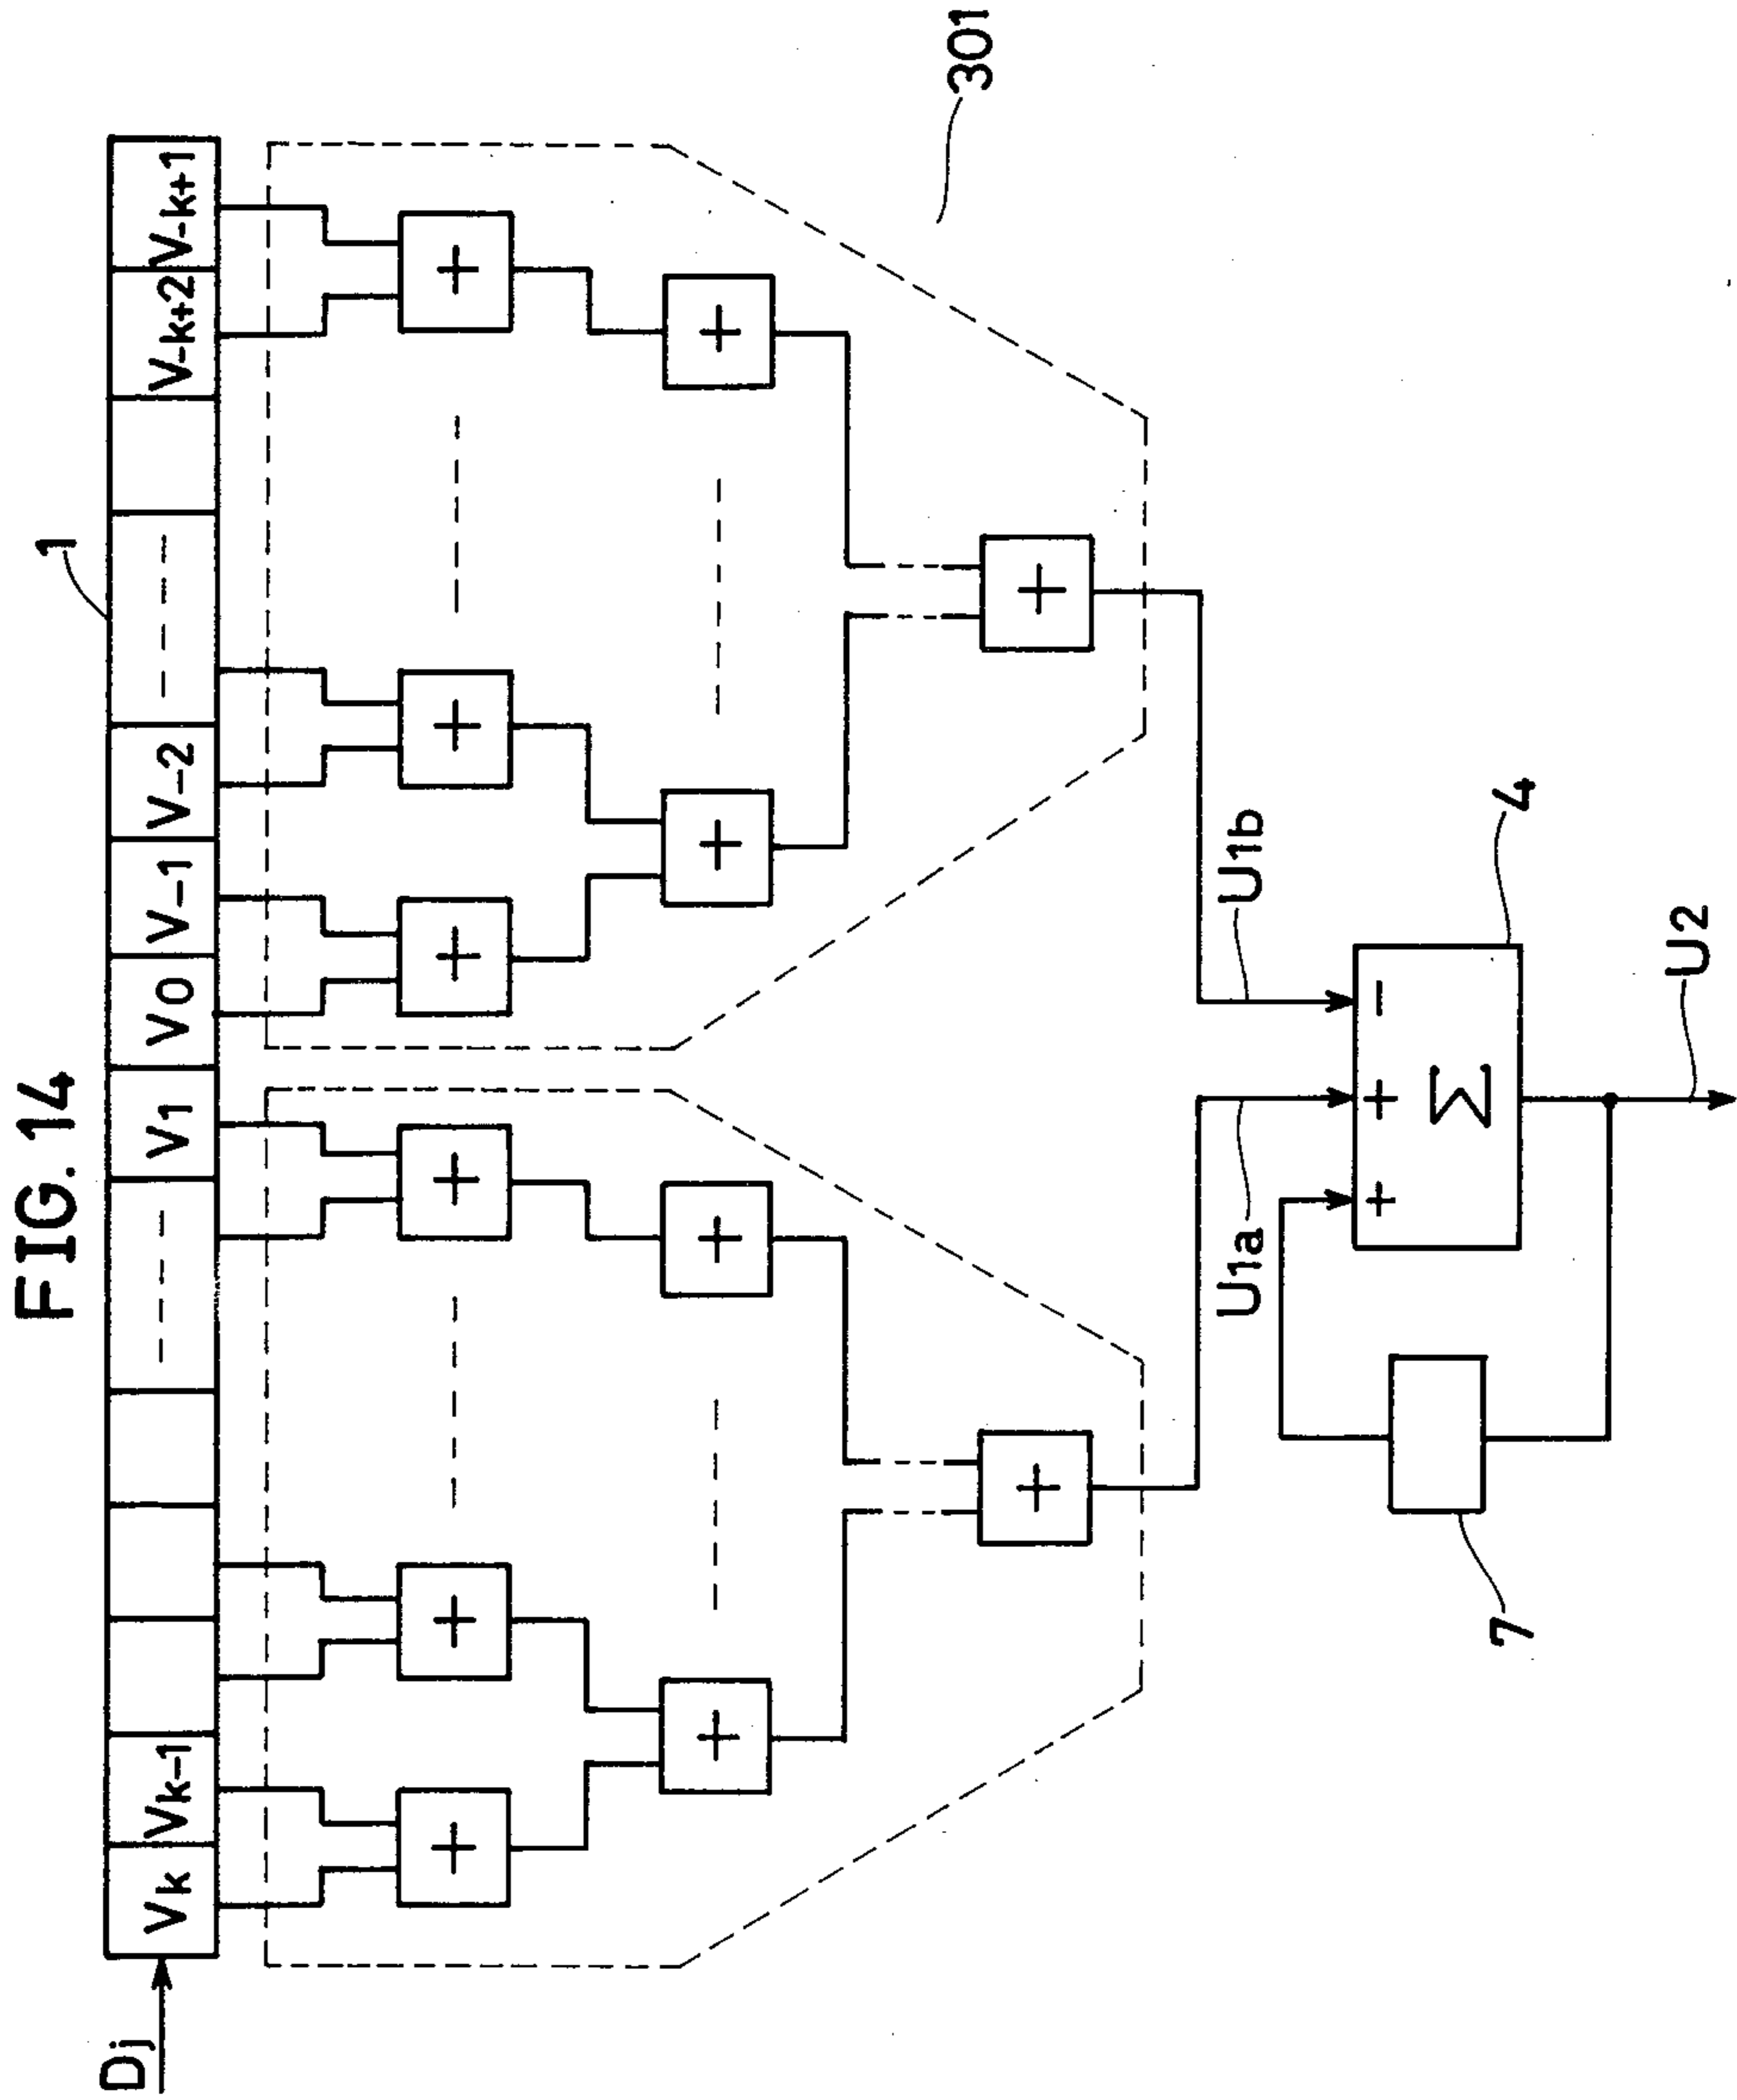 FIG. 14
1
Dj
Vk
Vk-1
V1
V0
V-1
V-2
V-k+2
V-k+1
+
+
+
+
+
+
+
+
+
+
+
+
301
U1a
U1b
+
+
-
Σ
4
7
U2